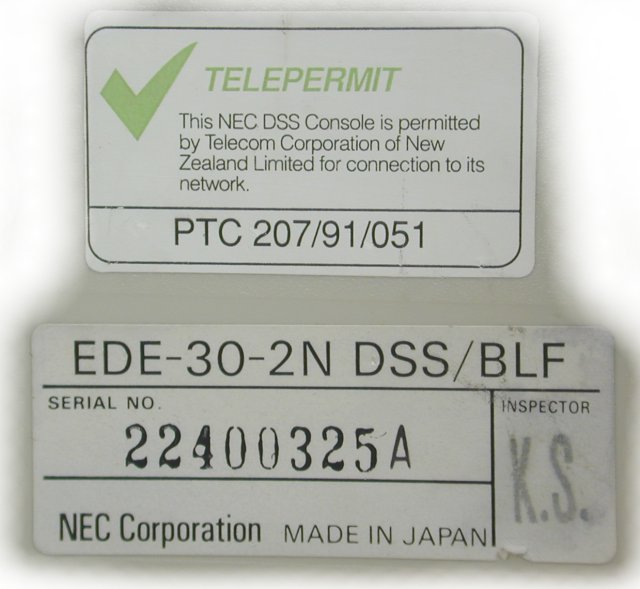 TELEPERMIT
This NEC DSS Console is permitted
by Telecom Corporation of New
Zealand Limited for connection to its
network.
PTC 207/91/051
EDE-30-2N DSS/BLF
SERIAL NO.
22400325A
INSPECTOR
K.S.
NEC Corporation MADE IN JAPAN